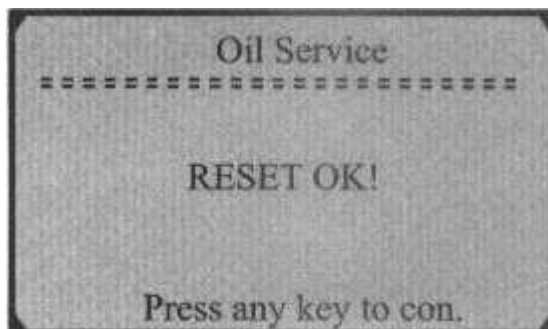 Oil Service
========================
RESET OK!
Press any key to con.